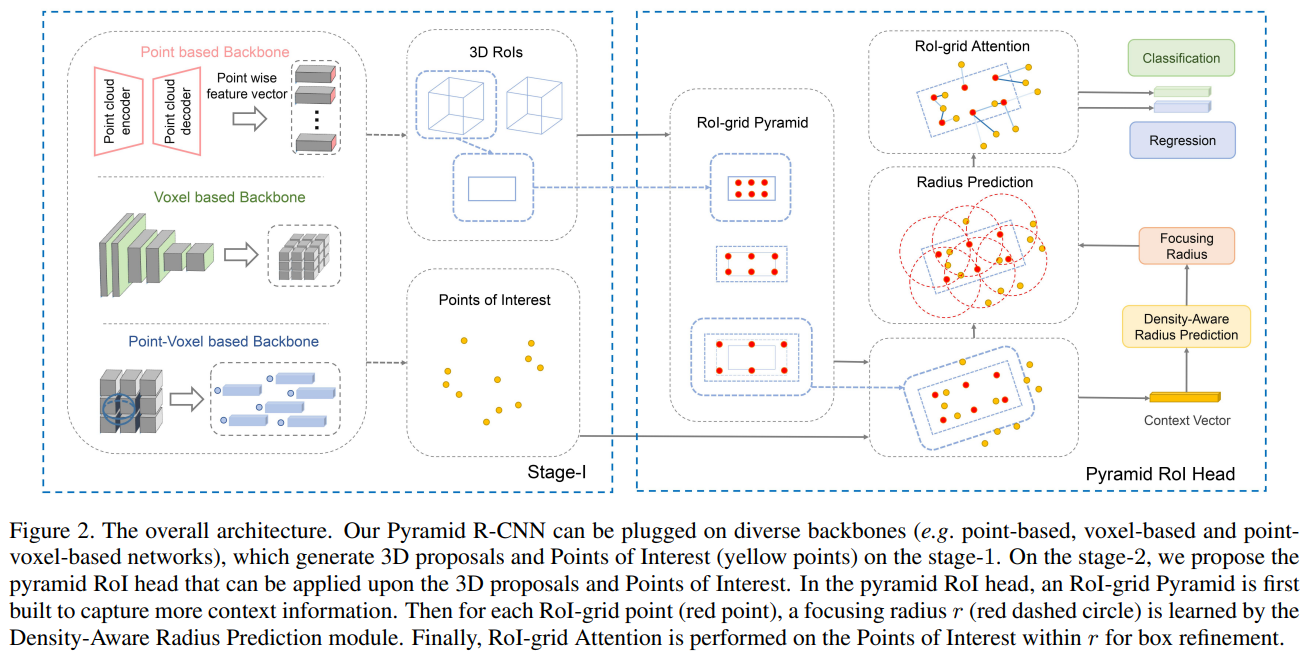 Point based Backbone
Point cloud
encoder
Point cloud
decoder
Point wise
feature vector
Voxel based Backbone
Point-Voxel based Backbone
3D RoIs
Points of Interest
Stage-I
RoI-grid Pyramid
RoI-grid Attention
Classification
Regression
Radius Prediction
Focusing
Radius
Density-Aware
Radius Prediction
Context Vector
Pyramid RoI Head
Figure 2. The overall architecture. Our Pyramid R-CNN can be plugged on diverse backbones (e.g. point-based, voxel-based and point-
voxel-based networks), which generate 3D proposals and Points of Interest (yellow points) on the stage-1. On the stage-2, we propose the
pyramid RoI head that can be applied upon the 3D proposals and Points of Interest. In the pyramid RoI head, an RoI-grid Pyramid is first
built to capture more context information. Then for each RoI-grid point (red point), a focusing radius r (red dashed circle) is learned by the
Density-Aware Radius Prediction module. Finally, RoI-grid Attention is performed on the Points of Interest within r for box refinement.